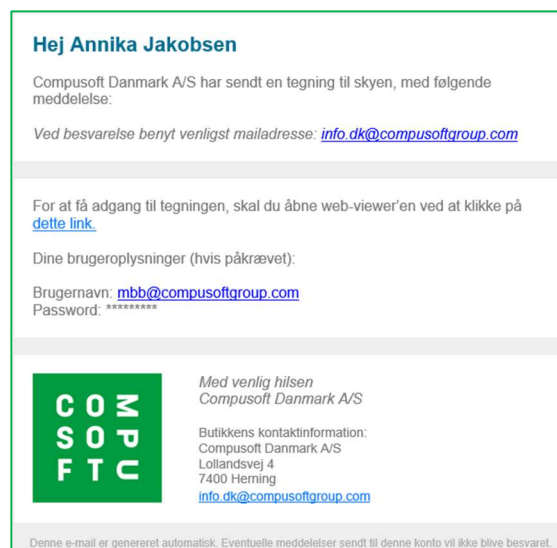 Hej Annika Jakobsen
Compusoft Danmark A/S har sendt en tegning til skyen, med følgende
meddelelse:
Ved besvarelse benyt venligst mailadresse: info.dk@compusoftgroup.com
For at få adgang til tegningen, skal du åbne web-viewer'en ved at klikke på
dette link.
Dine brugeroplysninger (hvis påkrævet):
Brugernavn: mbb@compusoftgroup.com
Password: *********
COM
SOP
FTU
Med venlig hilsen
Compusoft Danmark A/S
Butikkens kontaktinformation:
Compusoft Danmark A/S
Lollandsvej 4
7400 Herning
info.dk@compusoftgroup.com
Denne e-mail er genereret automatisk. Eventuelle meddelelser sendt til denne konto vil ikke blive besvaret.